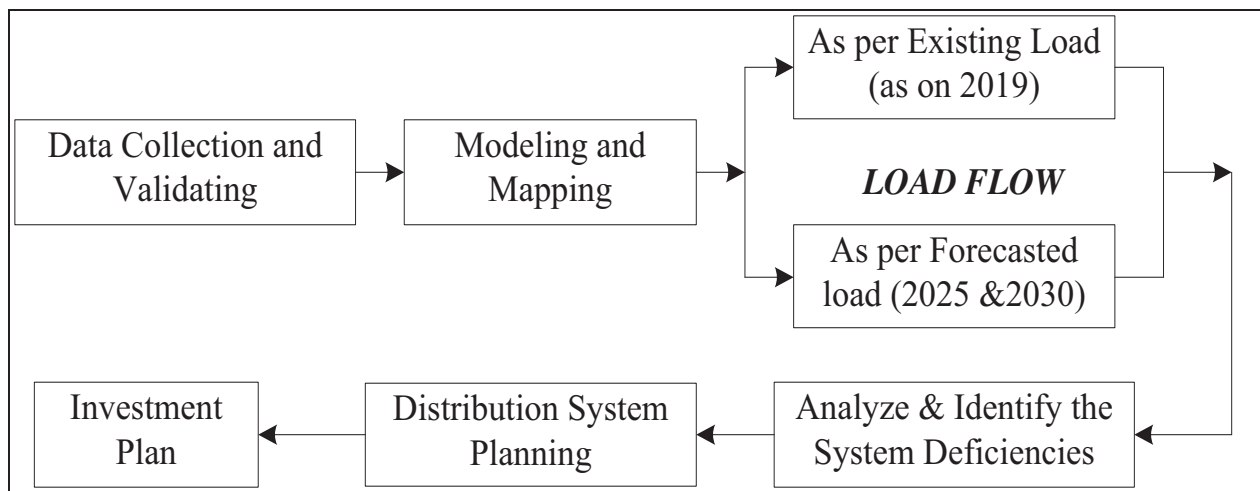 Data Collection and
Validating
Modeling and
Mapping
As per Existing Load
(as on 2019)
LOAD FLOW
As per Forecasted
load (2025 &2030)
Analyze & Identify the
System Deficiencies
Distribution System
Planning
Investment
Plan